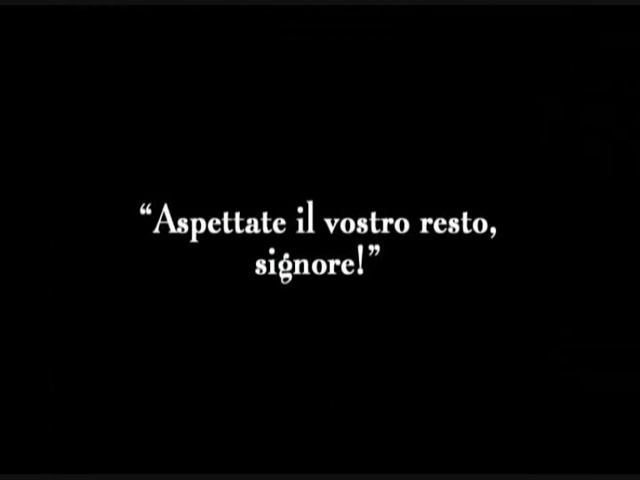 “Aspettate il vostro resto,
signore!”